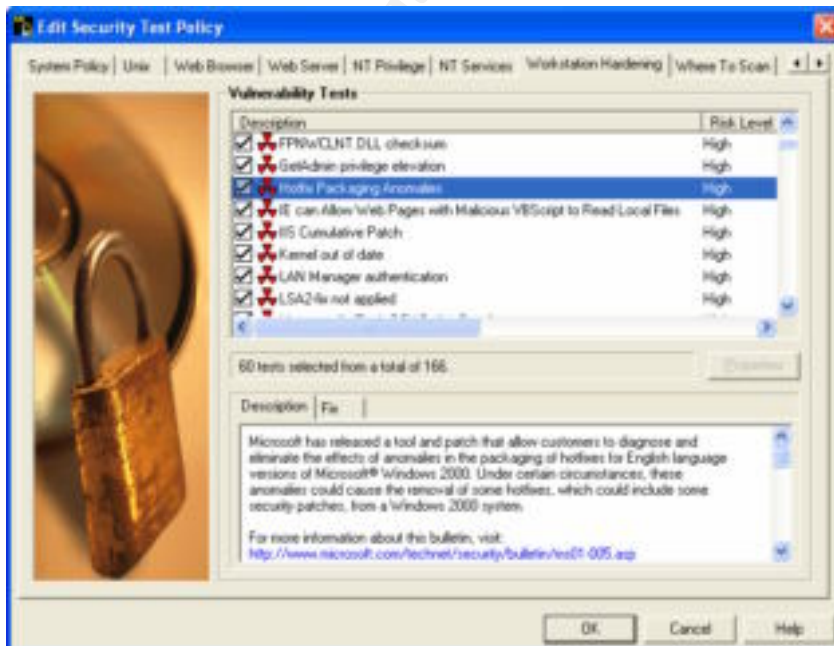 Edit Security Test Policy
System Policy | Unix | Web Browser | Web Server | NT Privilege | NT Services | Workstation Hardening | Where To Scan
Vulnerability Tests
Description Risk Level
FPNWCLNT.DLL checksum High
GetAdmin privilege elevation High
Hotfix Packaging Anomalies High
IE can Allow Web Pages with Malicious VBScript to Read Local Files High
IIS Cumulative Patch High
Kernel out of date High
LAN Manager authentication High
LSA2-fix not applied High
60 tests selected from a total of 166.
Properties
Description | Fix
Microsoft has released a tool and patch that allow customers to diagnose and
eliminate the effects of anomalies in the packaging of hotfixes for English language
versions of Microsoft® Windows 2000. Under certain circumstances, these
anomalies could cause the removal of some hotfixes, which could include some
security patches, from a Windows 2000 system.
For more information about this bulletin, visit:
http://www.microsoft.com/technet/security/bulletin/ms01-005.asp
OK Cancel Help